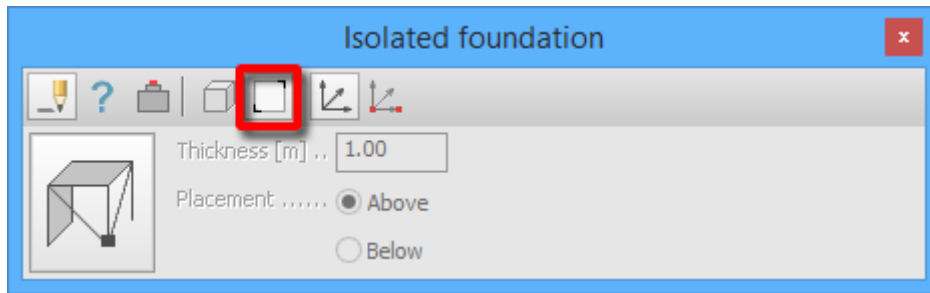 Isolated foundation
x
?
Thickness [m] .. 1.00
Placement ...... Above
Below